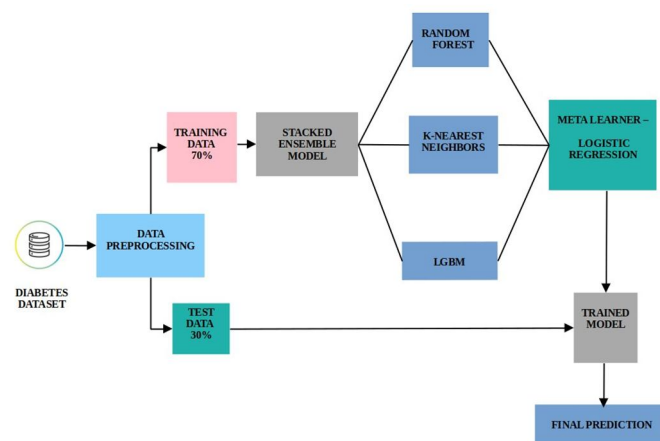 DIABETES
DATASET
DATA
PREPROCESSING
TRAINING
DATA
70%
TEST
DATA
30%
STACKED
ENSEMBLE
MODEL
RANDOM
FOREST
K-NEAREST
NEIGHBORS
LGBM
META LEARNER –
LOGISTIC
REGRESSION
TRAINED
MODEL
FINAL PREDICTION